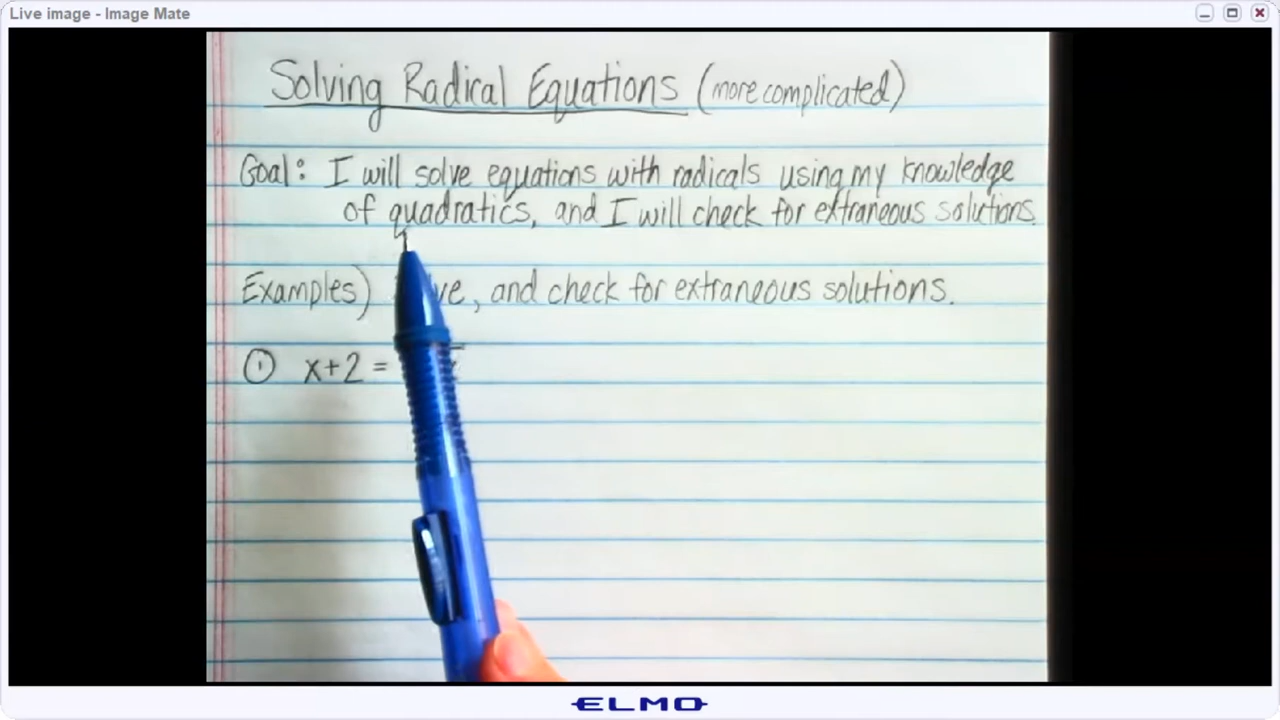 Live image - Image Mate
Solving Radical Equations (more complicated)
Goal: I will solve equations with radicals using my knowledge
of quadratics, and I will check for extraneous solutions.
Examples) and check for extraneous solutions.
① x+2 =
ELMO